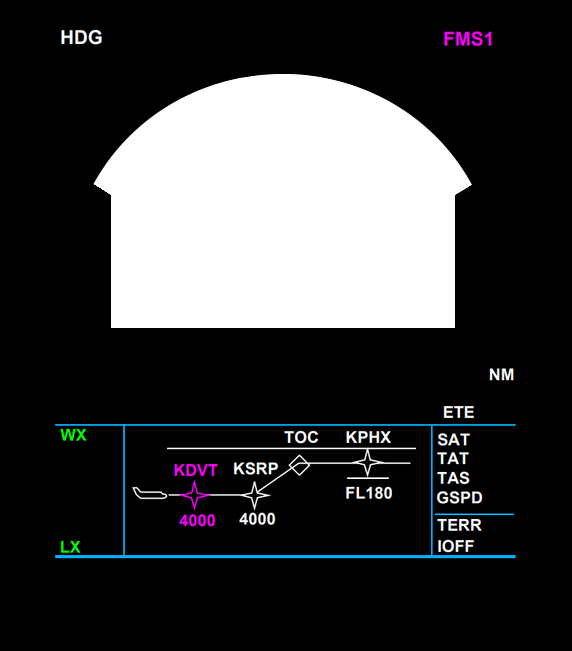 HDG FMS1
NM
ETE
WX
TOC KPHX SAT
KDVT KSRP TAT
TAS
4000 4000 FL180 GSPD
TERR
LX IOFF